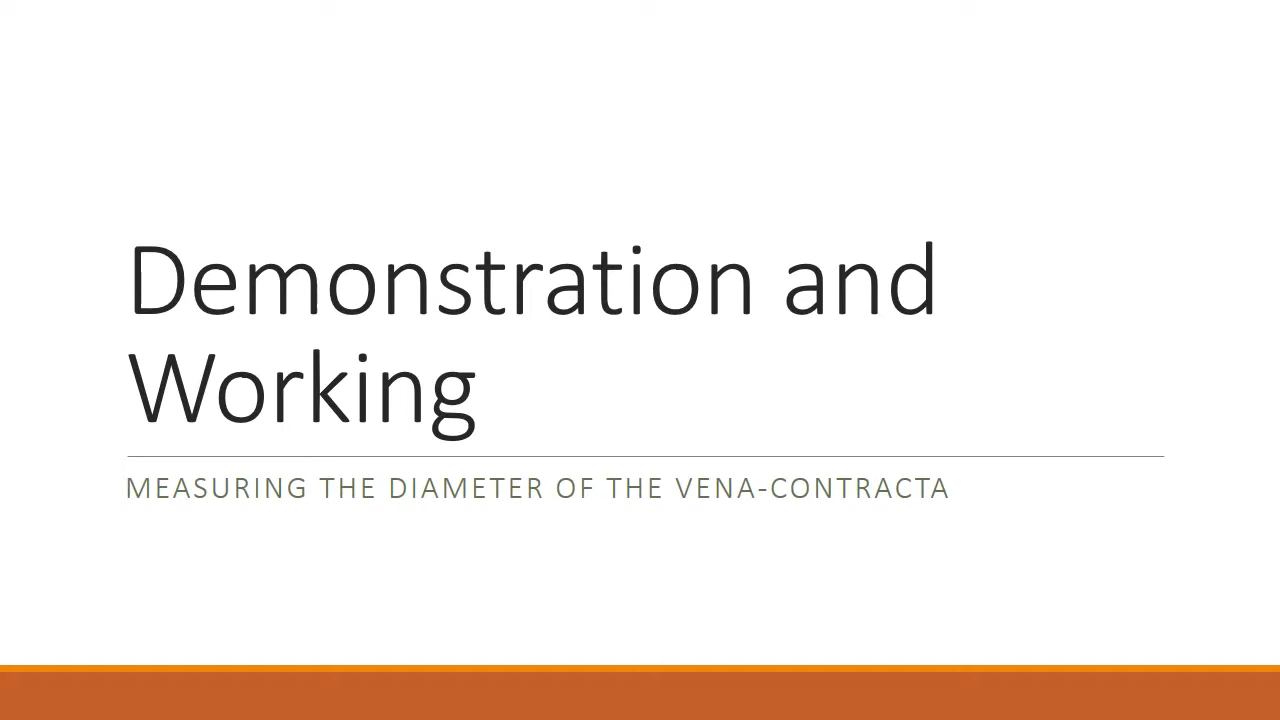 Demonstration and
Working
MEASURING THE DIAMETER OF THE VENA-CONTRACTA